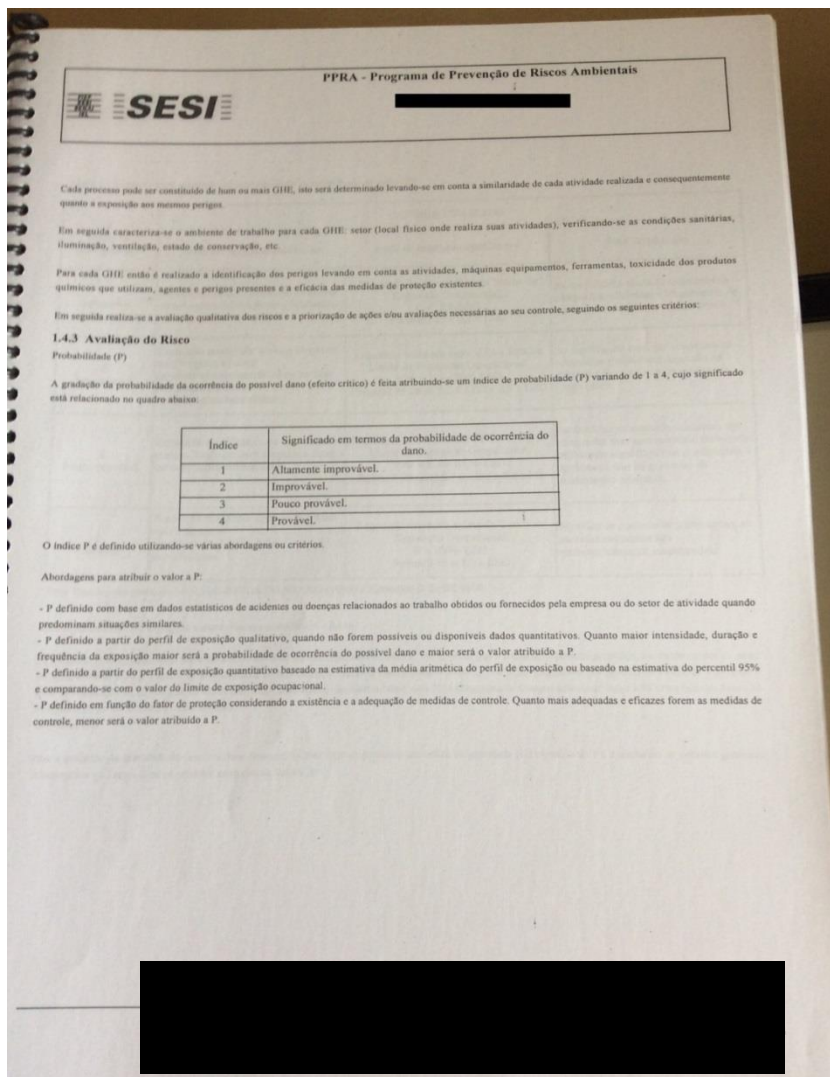 PPRA - Programa de Prevenção de Riscos Ambientais
SESI
Cada processo pode ser constituído de hum ou mais GHE, isto será determinado levando-se em conta a similaridade de cada atividade realizada e consequentemente
quanto a exposição aos mesmos perigos.
Em seguida caracteriza-se o ambiente de trabalho para cada GHE: setor (local físico onde realiza suas atividades), verificando-se as condições sanitárias,
iluminação, ventilação, estado de conservação, etc.
Para cada GHE então é realizado a identificação dos perigos levando em conta as atividades, máquinas equipamentos, ferramentas, toxicidade dos produtos
químicos que utilizam, agentes e perigos presentes e a eficácia das medidas de proteção existentes.
Em seguida realiza-se a avaliação qualitativa dos riscos e a priorização de ações e/ou avaliações necessárias ao seu controle, seguindo os seguintes critérios:
1.4.3 Avaliação do Risco
Probabilidade (P)
A gradação da probabilidade da ocorrência do possível dano (efeito crítico) é feita atribuindo-se um índice de probabilidade (P) variando de 1 a 4, cujo significado
está relacionado no quadro abaixo:
Índice
Significado em termos da probabilidade de ocorrência do
dano.
1 Altamente improvável.
2 Improvável.
3 Pouco provável.
4 Provável.
O índice P é definido utilizando-se várias abordagens ou critérios.
Abordagens para atribuir o valor a P:
- P definido com base em dados estatísticos de acidentes ou doenças relacionados ao trabalho obtidos ou fornecidos pela empresa ou do setor de atividade quando
predominam situações similares.
- P definido a partir do perfil de exposição qualitativo, quando não forem possíveis ou disponíveis dados quantitativos. Quanto maior intensidade, duração e
frequência da exposição maior será a probabilidade de ocorrência do possível dano e maior será o valor atribuído a P.
- P definido a partir do perfil de exposição quantitativo baseado na estimativa da média aritmética do perfil de exposição ou baseado na estimativa do percentil 95%
e comparando-se com o valor do limite de exposição ocupacional.
- P definido em função do fator de proteção considerando a existência e a adequação de medidas de controle. Quanto mais adequadas e eficazes forem as medidas de
controle, menor será o valor atribuído a P.